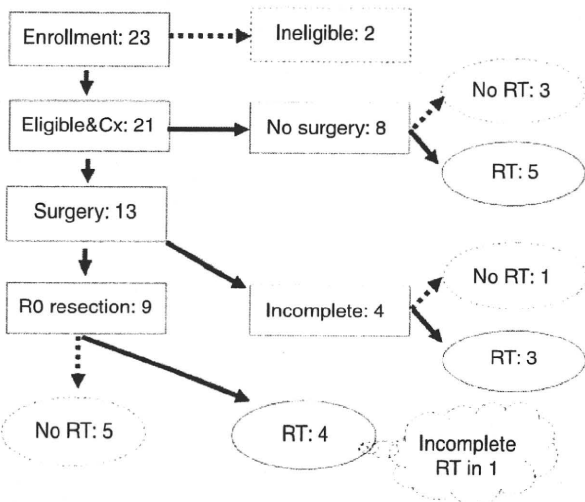 Enrollment: 23
Ineligible: 2
Eligible&Cx: 21
No surgery: 8
No RT: 3
RT: 5
Surgery: 13
R0 resection: 9
Incomplete: 4
No RT: 1
RT: 3
No RT: 5
RT: 4
Incomplete
RT in 1